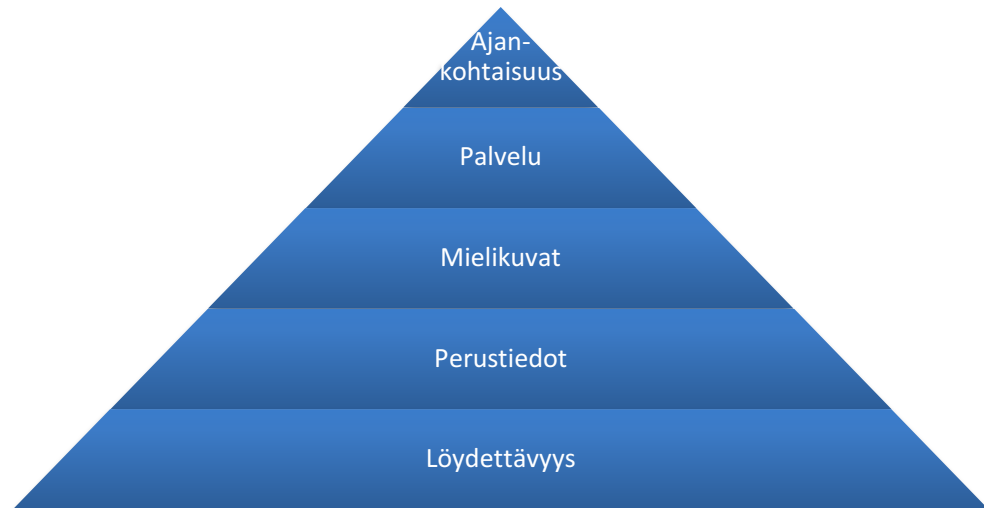 Ajan-
kohtaisuus
Palvelu
Mielikuvat
Perustiedot
Löydettävyys